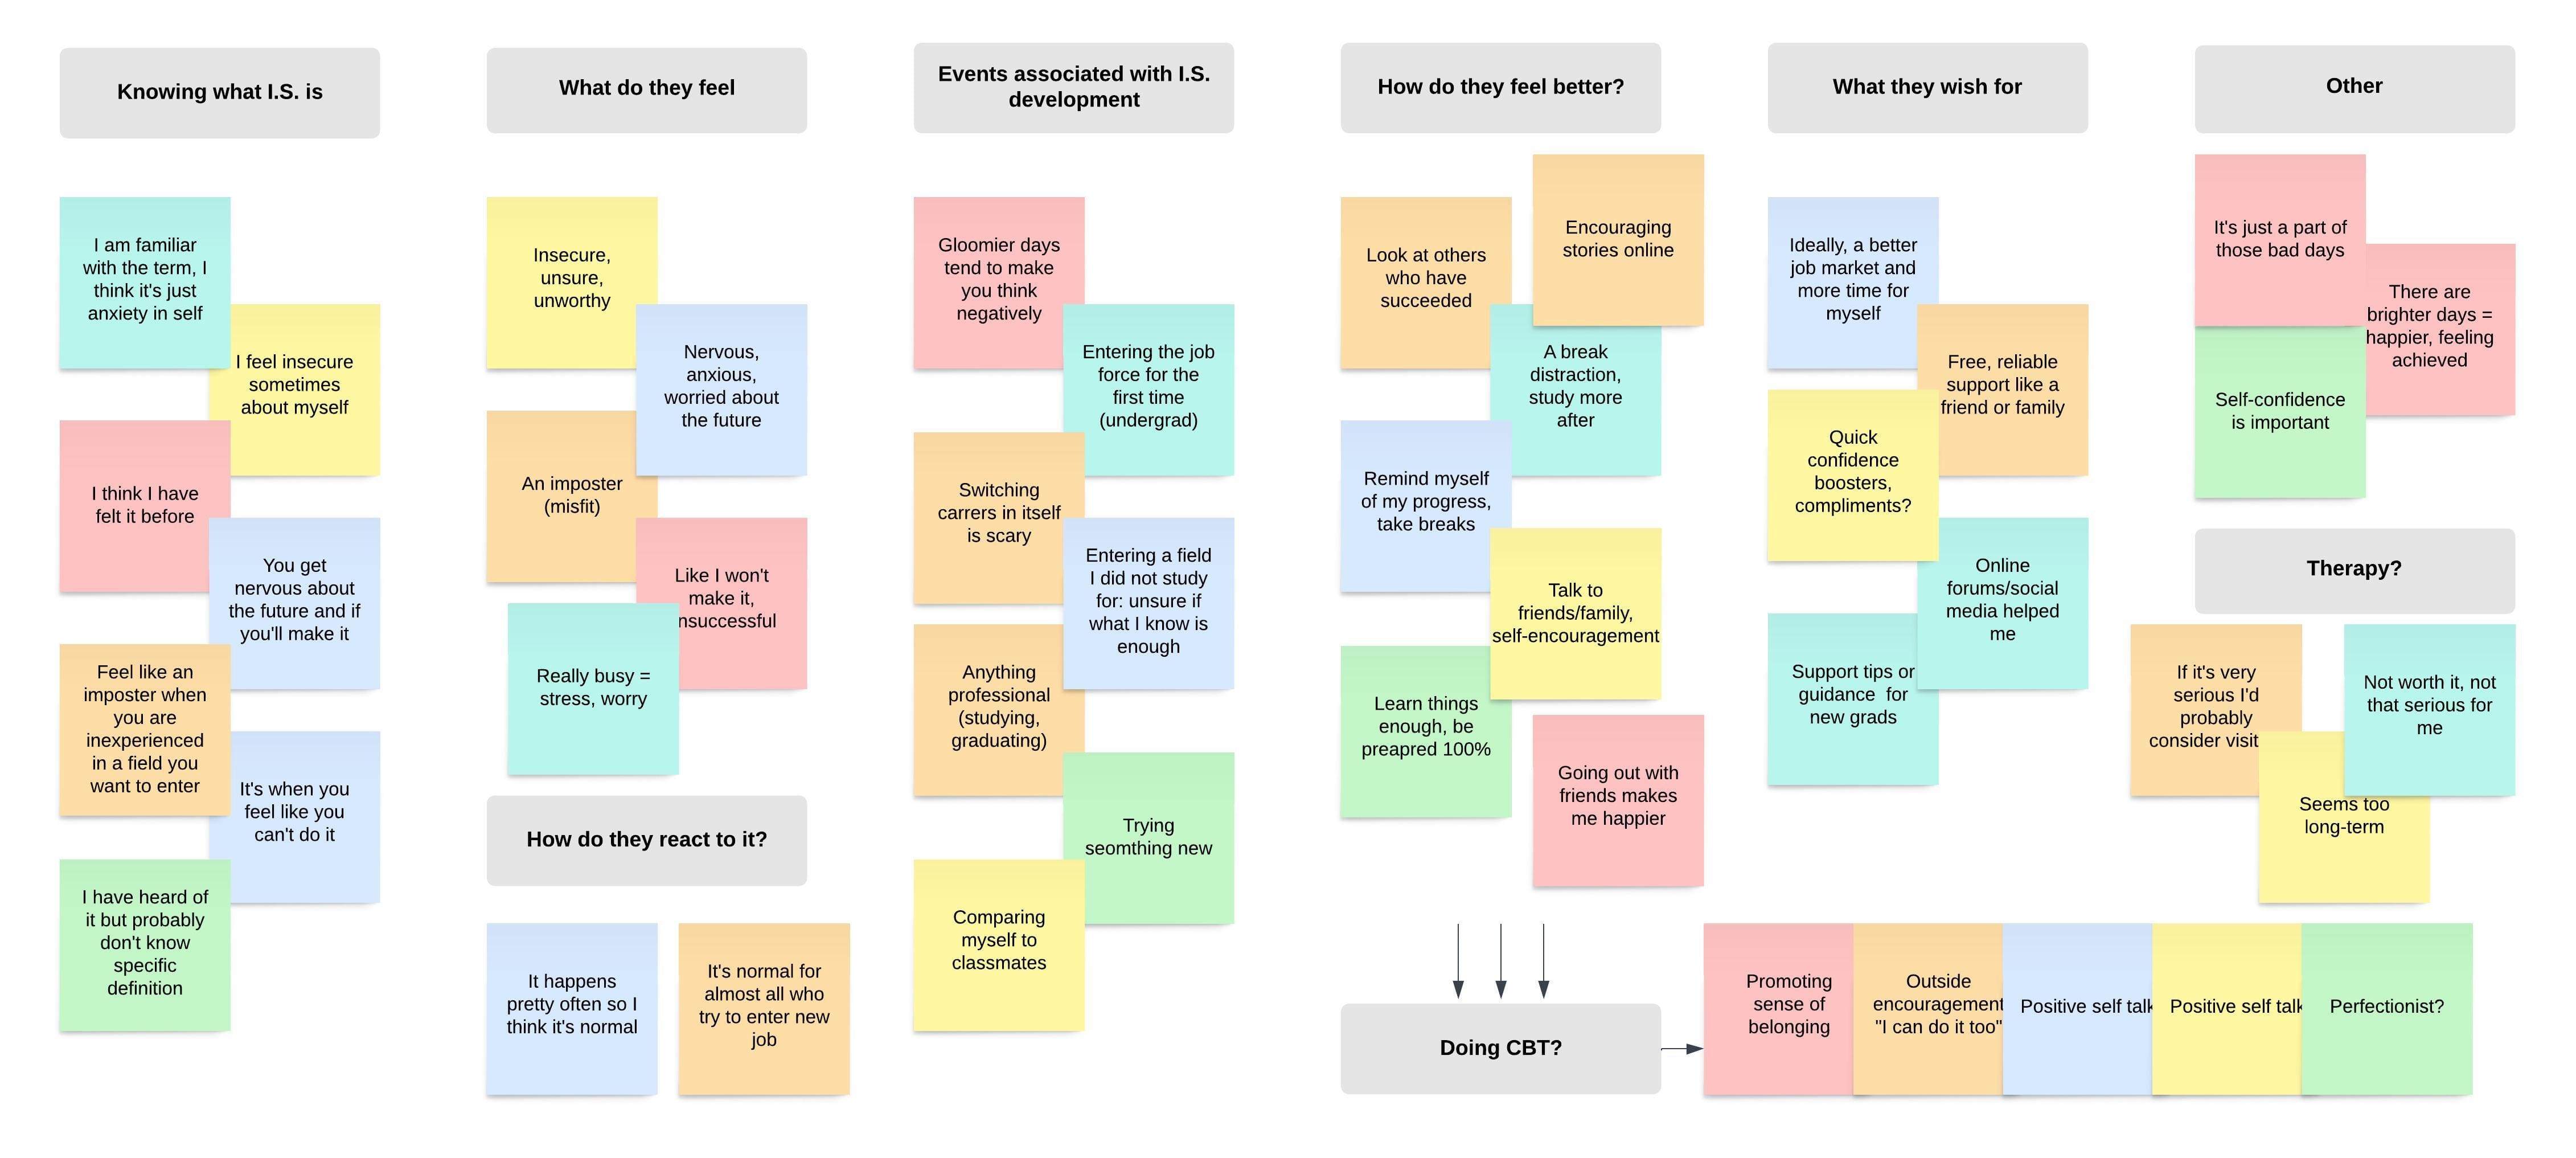 Knowing what I.S. is
I am familiar
with the term, I
think it's just
anxiety in self
I feel insecure
sometimes
about myself
I think I have
felt it before
You get
nervous about
the future and if
you'll make it
Feel like an
imposter when
you are
inexperienced
in a field you
want to enter
It's when you
feel like you
can't do it
I have heard of
it but probably
don't know
specific
definition
What do they feel
Insecure,
unsure,
unworthy
Nervous,
anxious,
worried about
the future
An imposter
(misfit)
Like I won't
make it,
nsuccessful
Really busy =
stress, worry
How do they react to it?
It happens
pretty often so I
think it's normal
It's normal for
almost all who
try to enter new
job
Events associated with I.S.
development
Gloomier days
tend to make
you think
negatively
Entering the job
force for the
first time
(undergrad)
Switching
carrers in itself
is scary
Entering a field
I did not study
for: unsure if
what I know is
enough
Anything
professional
(studying,
graduating)
Trying
seomthing new
Comparing
myself to
classmates
How do they feel better?
Encouraging
stories online
Look at others
who have
succeeded
A break
distraction,
study more
after
Remind myself
of my progress,
take breaks
Talk to
friends/family,
self-encouragement
Learn things
enough, be
preapred 100%
Going out with
friends makes
me happier
Doing CBT?
Promoting
sense of
belonging
Outside
encouragement
"I can do it too"
Positive self talk
Positive self talk
Perfectionist?
What they wish for
Ideally, a better
job market and
more time for
myself
Free, reliable
support like a
friend or family
Quick
confidence
boosters,
compliments?
Online
forums/social
media helped
me
Support tips or
guidance  for
new grads
Other
It's just a part of
those bad days
There are
brighter days =
happier, feeling
achieved
Self-confidence
is important
Therapy?
If it's very
serious I'd
probably
consider visit
Not worth it, not
that serious for
me
Seems too
long-term